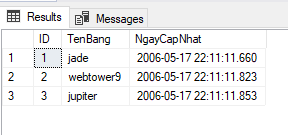 Results Messages
ID TenBang NgayCapNhat
1 1 jade 2006-05-17 22:11:11.660
2 2 webtower9 2006-05-17 22:11:11.823
3 3 jupiter 2006-05-17 22:11:11.853